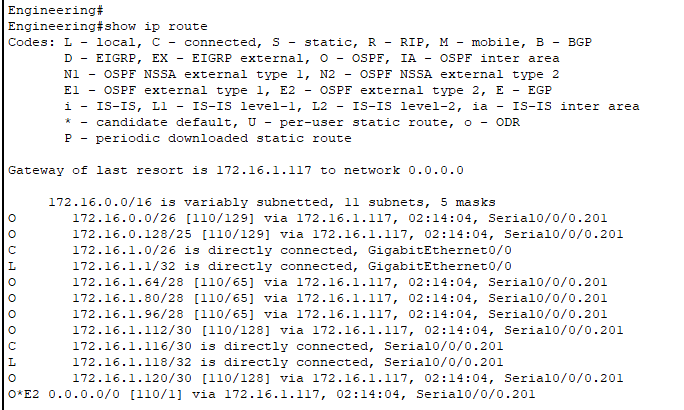 Engineering#
Engineering#show ip route
Codes: L - local, C - connected, S - static, R - RIP, M - mobile, B - BGP
D - EIGRP, EX - EIGRP external, O - OSPF, IA - OSPF inter area
N1 - OSPF NSSA external type 1, N2 - OSPF NSSA external type 2
E1 - OSPF external type 1, E2 - OSPF external type 2, E - EGP
i - IS-IS, L1 - IS-IS level-1, L2 - IS-IS level-2, ia - IS-IS inter area
* - candidate default, U - per-user static route, o - ODR
P - periodic downloaded static route
Gateway of last resort is 172.16.1.117 to network 0.0.0.0
172.16.0.0/16 is variably subnetted, 11 subnets, 5 masks
O 172.16.0.0/26 [110/129] via 172.16.1.117, 02:14:04, Serial0/0/0.201
O 172.16.0.128/25 [110/129] via 172.16.1.117, 02:14:04, Serial0/0/0.201
C 172.16.1.0/26 is directly connected, GigabitEthernet0/0
L 172.16.1.1/32 is directly connected, GigabitEthernet0/0
O 172.16.1.64/28 [110/65] via 172.16.1.117, 02:14:04, Serial0/0/0.201
O 172.16.1.80/28 [110/65] via 172.16.1.117, 02:14:04, Serial0/0/0.201
O 172.16.1.96/28 [110/65] via 172.16.1.117, 02:14:04, Serial0/0/0.201
O 172.16.1.112/30 [110/128] via 172.16.1.117, 02:14:04, Serial0/0/0.201
C 172.16.1.116/30 is directly connected, Serial0/0/0.201
L 172.16.1.118/32 is directly connected, Serial0/0/0.201
O 172.16.1.120/30 [110/128] via 172.16.1.117, 02:14:04, Serial0/0/0.201
O*E2 0.0.0.0/0 [110/1] via 172.16.1.117, 02:14:04, Serial0/0/0.201